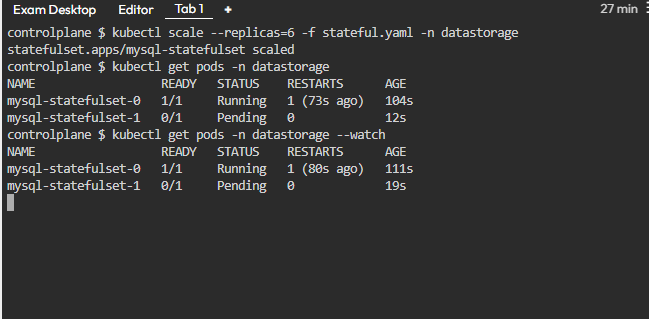 Exam Desktop Editor Tab 1 + 27 min
controlplane $ kubectl scale --replicas=6 -f stateful.yaml -n datastorage
statefulset.apps/mysql-statefulset scaled
controlplane $ kubectl get pods -n datastorage
NAME READY STATUS RESTARTS AGE
mysql-statefulset-0 1/1 Running 1 (73s ago) 104s
mysql-statefulset-1 0/1 Pending 0 12s
controlplane $ kubectl get pods -n datastorage --watch
NAME READY STATUS RESTARTS AGE
mysql-statefulset-0 1/1 Running 1 (80s ago) 111s
mysql-statefulset-1 0/1 Pending 0 19s